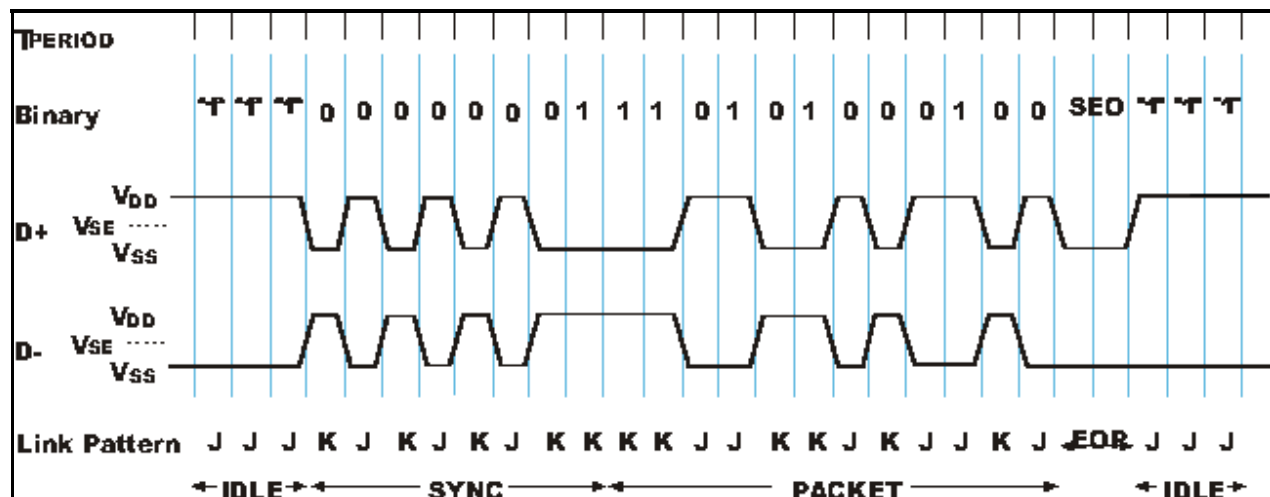 TPERIOD
Binary "1" "1" "1" 0 0 0 0 0 0 0 1 1 1 0 1 0 1 0 0 0 1 0 0 SE0 "1" "1" "1"
VDD
D+ VSE
VSS
VDD
D- VSE
VSS
Link Pattern J J J K J K J K J K K K K J J K K J K J J K J EOP J J J
IDLE SYNC PACKET IDLE